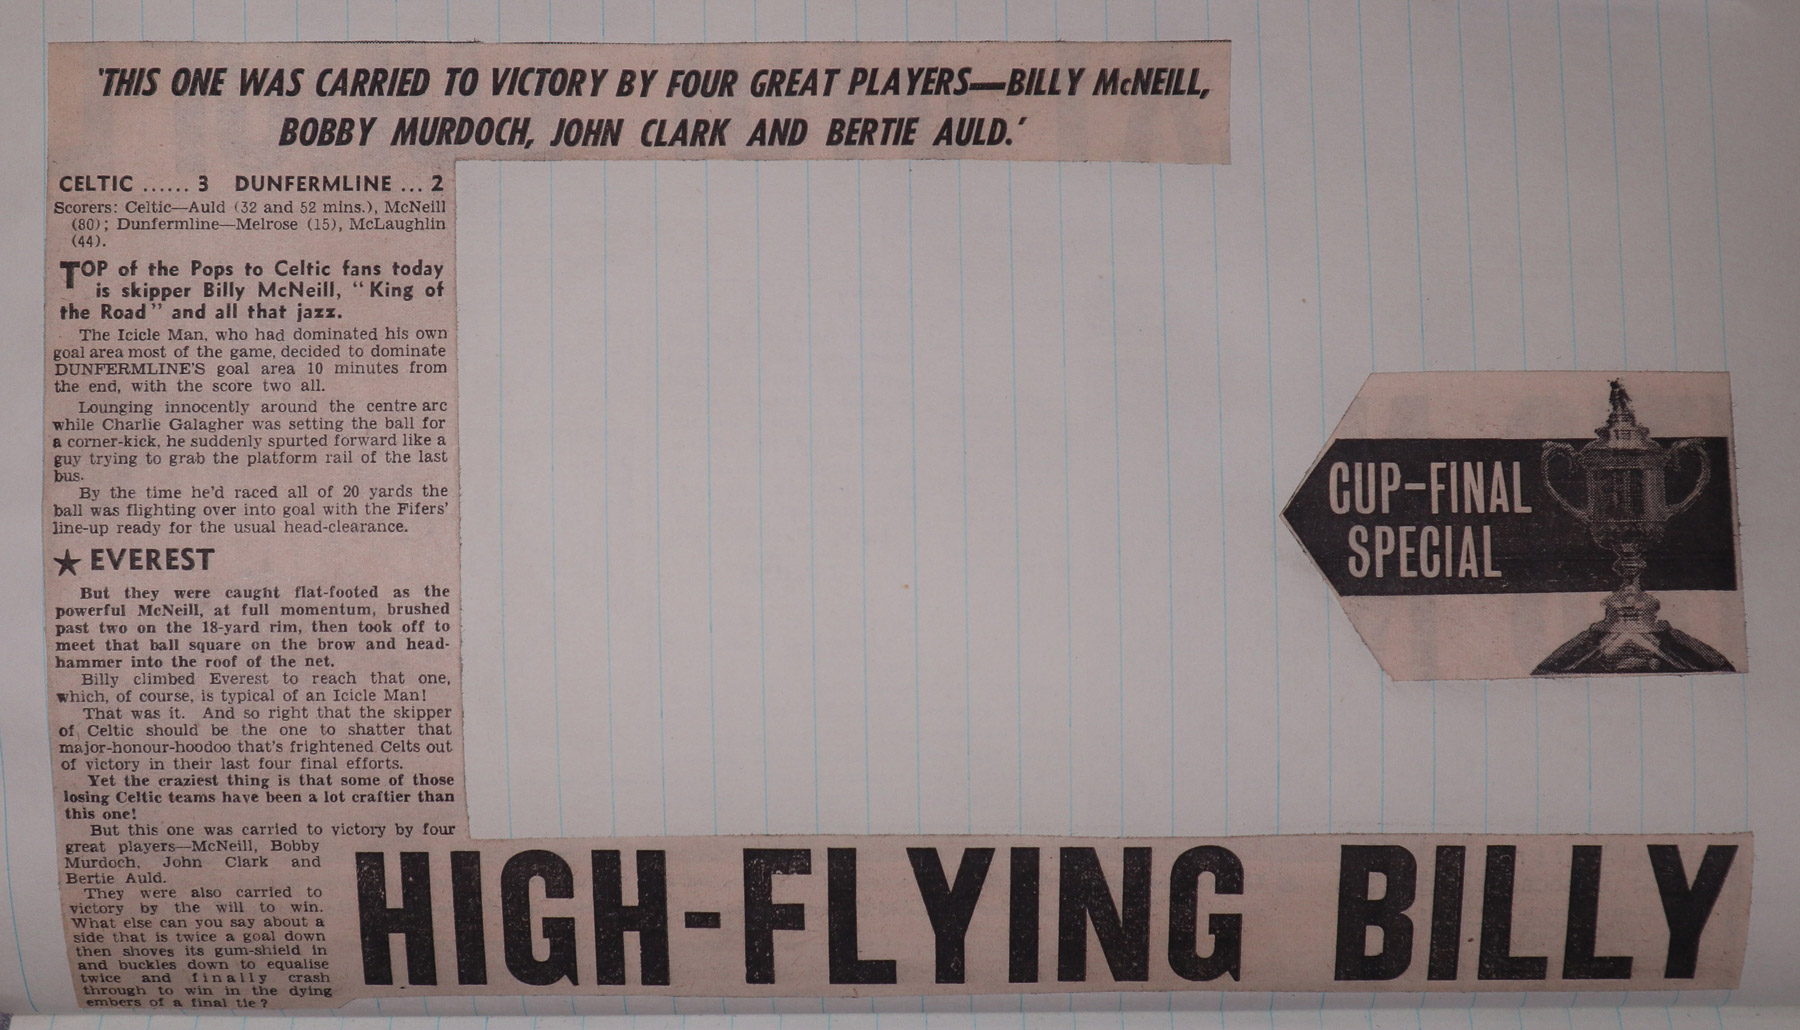 'THIS ONE WAS CARRIED TO VICTORY BY FOUR GREAT PLAYERS—BILLY McNEILL,
BOBBY MURDOCH, JOHN CLARK AND BERTIE AULD.'
CELTIC ...... 3 DUNFERMLINE ... 2
Scorers: Celtic—Auld (32 and 52 mins.), McNeill
(80); Dunfermline—Melrose (15), McLaughlin
(44).
TOP of the Pops to Celtic fans today
is skipper Billy McNeill, "King of
the Road" and all that jazz.
The Icicle Man, who had dominated his own
goal area most of the game, decided to dominate
DUNFERMLINE'S goal area 10 minutes from
the end, with the score two all.
Lounging innocently around the centre arc
while Charlie Galagher was setting the ball for
a corner-kick, he suddenly spurted forward like a
guy trying to grab the platform rail of the last
bus.
By the time he'd raced all of 20 yards the
ball was flighting over into goal with the Fifers'
line-up ready for the usual head-clearance.
★ EVEREST
But they were caught flat-footed as the
powerful McNeill, at full momentum, brushed
past two on the 18-yard rim, then took off to
meet that ball square on the brow and head-
hammer into the roof of the net.
Billy climbed Everest to reach that one,
which, of course, is typical of an Icicle Man!
That was it. And so right that the skipper
of Celtic should be the one to shatter that
major-honour-hoodoo that's frightened Celts out
of victory in their last four final efforts.
Yet the craziest thing is that some of those
losing Celtic teams have been a lot craftier than
this one!
But this one was carried to victory by four
great players—McNeill, Bobby
Murdoch, John Clark and
Bertie Auld.
They were also carried to
victory by the will to win.
What else can you say about a
side that is twice a goal down
then shoves its gum-shield in
and buckles down to equalise
twice and finally crash
through to win in the dying
embers of a final tie?
CUP-FINAL
SPECIAL
HIGH-FLYING BILLY